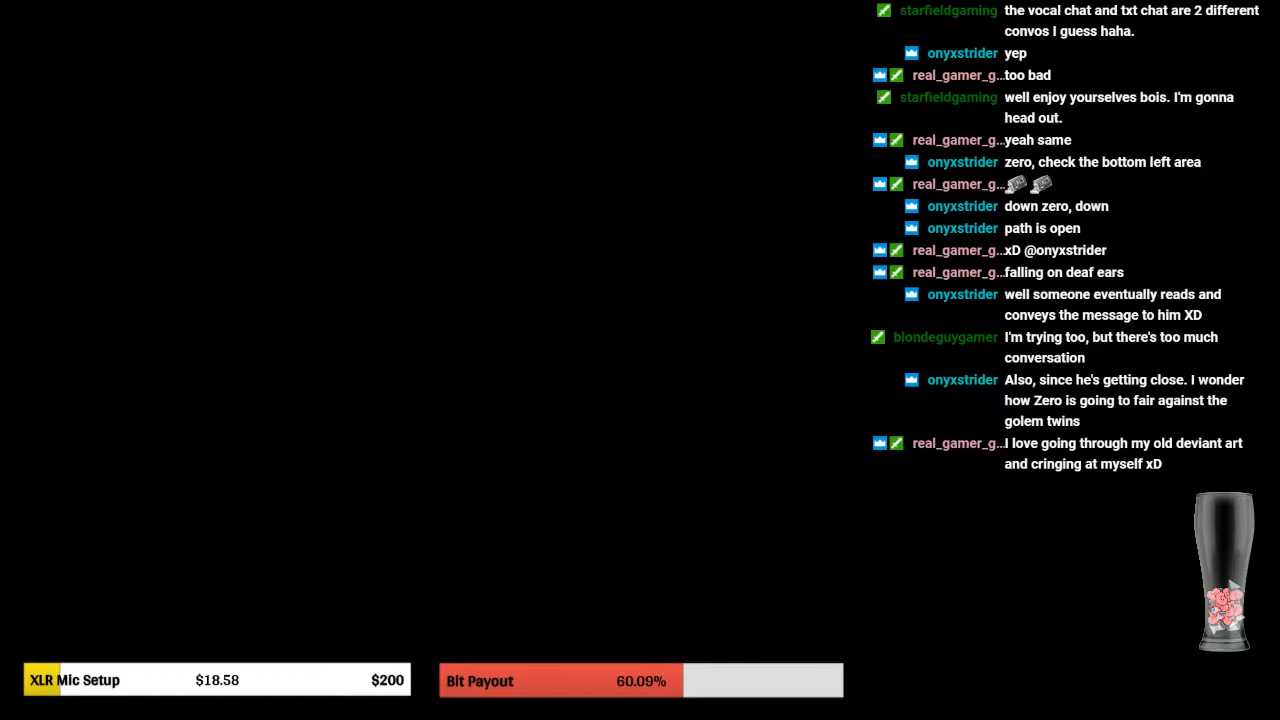 starfieldgaming the vocal chat and txt chat are 2 different
convos I guess haha.
onyxstrider yep
real_gamer_g... too bad
starfieldgaming well enjoy yourselves bois. I'm gonna
head out.
real_gamer_g... yeah same
onyxstrider zero, check the bottom left area
real_gamer_g...
onyxstrider down zero, down
onyxstrider path is open
real_gamer_g... xD @onyxstrider
real_gamer_g... falling on deaf ears
onyxstrider well someone eventually reads and
conveys the message to him XD
blondeguygamer I'm trying too, but there's too much
conversation
onyxstrider Also, since he's getting close. I wonder
how Zero is going to fair against the
golem twins
real_gamer_g... I love going through my old deviant art
and cringing at myself xD
XLR Mic Setup $18.58 $200
Bit Payout 60.09%